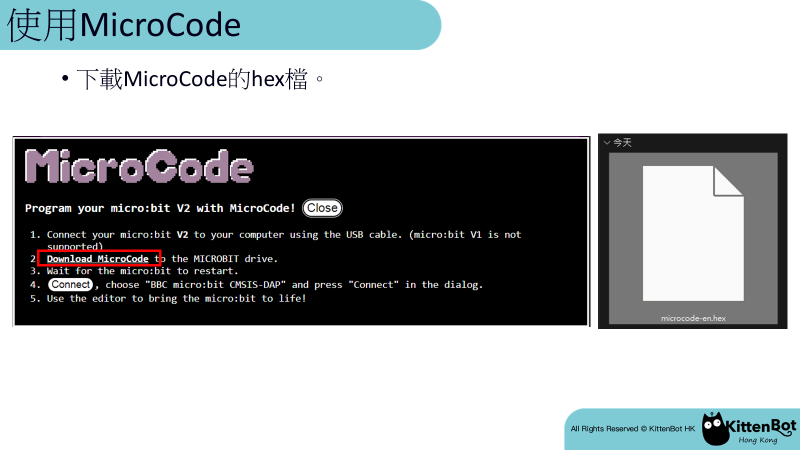 使用MicroCode
• 下載MicroCode的hex檔。
MicroCode
Program your micro:bit V2 with MicroCode! Close
1. Connect your micro:bit V2 to your computer using the USB cable. (micro:bit V1 is not
supported)
2. Download MicroCode to the MICROBIT drive.
3. Wait for the micro:bit to restart.
4. Connect, choose "BBC micro:bit CMSIS-DAP" and press "Connect" in the dialog.
5. Use the editor to bring the micro:bit to life!
今天
microcode-en.hex
All Rights Reserved © KittenBot HK
KittenBot
Hong Kong